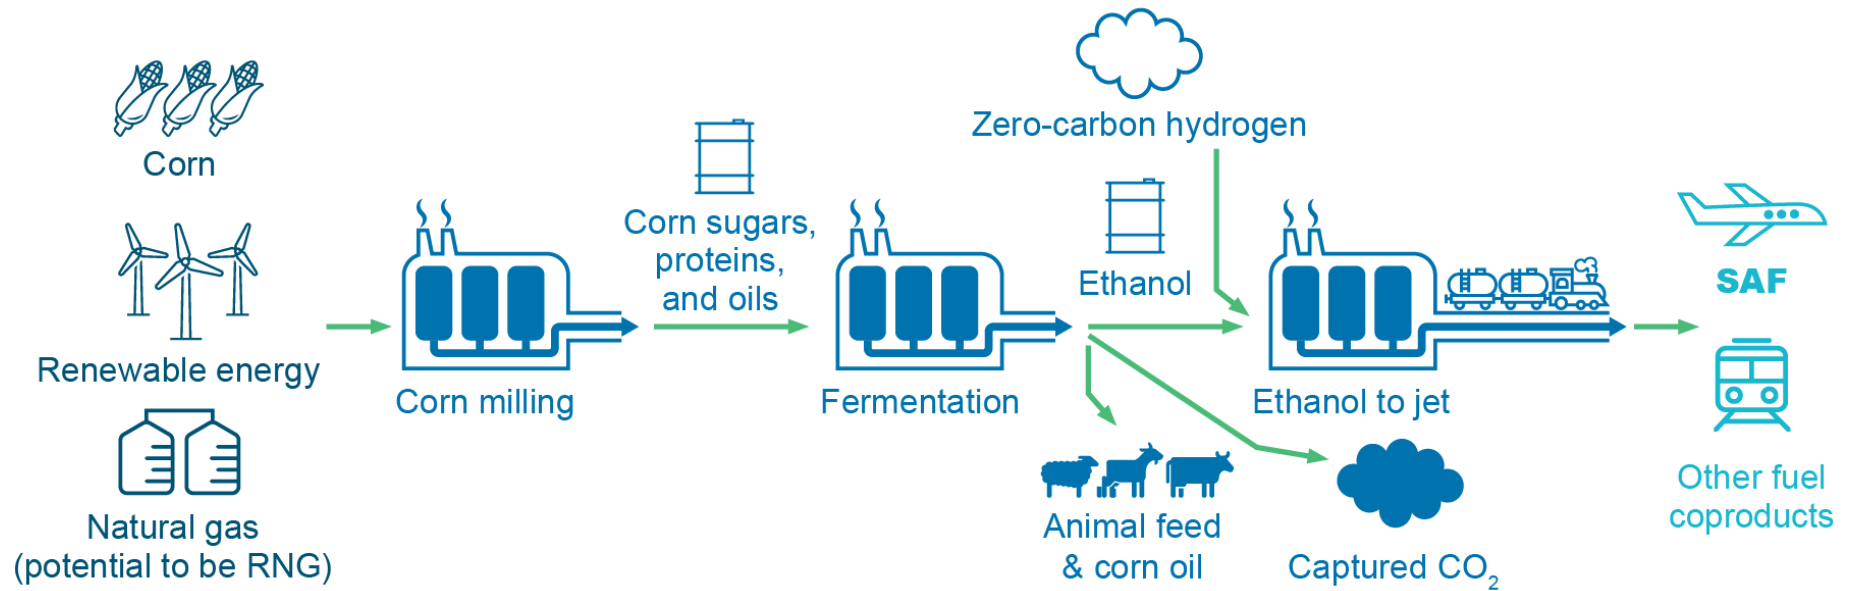 Corn
Renewable energy
Natural gas
(potential to be RNG)
Corn milling
Corn sugars,
proteins,
and oils
Fermentation
Zero-carbon hydrogen
Ethanol
Animal feed
& corn oil
Captured CO₂
Ethanol to jet
SAF
Other fuel
coproducts